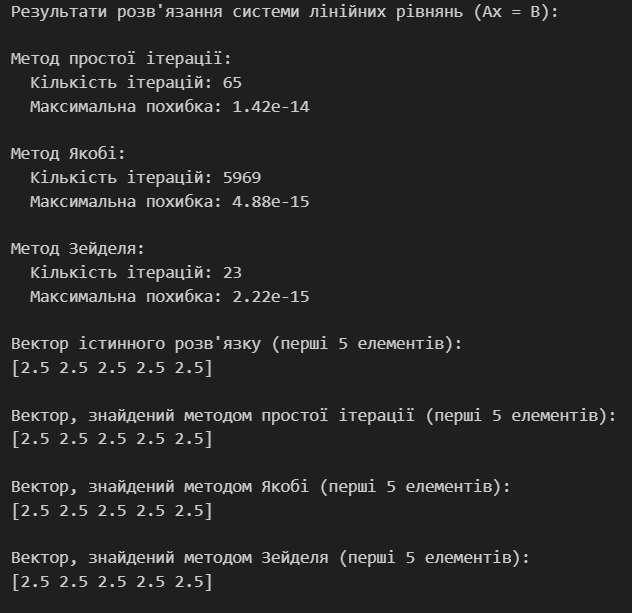 Результати розв'язання системи лінійних рівнянь (Ax = B):
Метод простої ітерації:
Кількість ітерацій: 65
Максимальна похибка: 1.42e-14
Метод Якобі:
Кількість ітерацій: 5969
Максимальна похибка: 4.88e-15
Метод Зейделя:
Кількість ітерацій: 23
Максимальна похибка: 2.22e-15
Вектор істинного розв'язку (перші 5 елементів):
[2.5 2.5 2.5 2.5 2.5]
Вектор, знайдений методом простої ітерації (перші 5 елементів):
[2.5 2.5 2.5 2.5 2.5]
Вектор, знайдений методом Якобі (перші 5 елементів):
[2.5 2.5 2.5 2.5 2.5]
Вектор, знайдений методом Зейделя (перші 5 елементів):
[2.5 2.5 2.5 2.5 2.5]